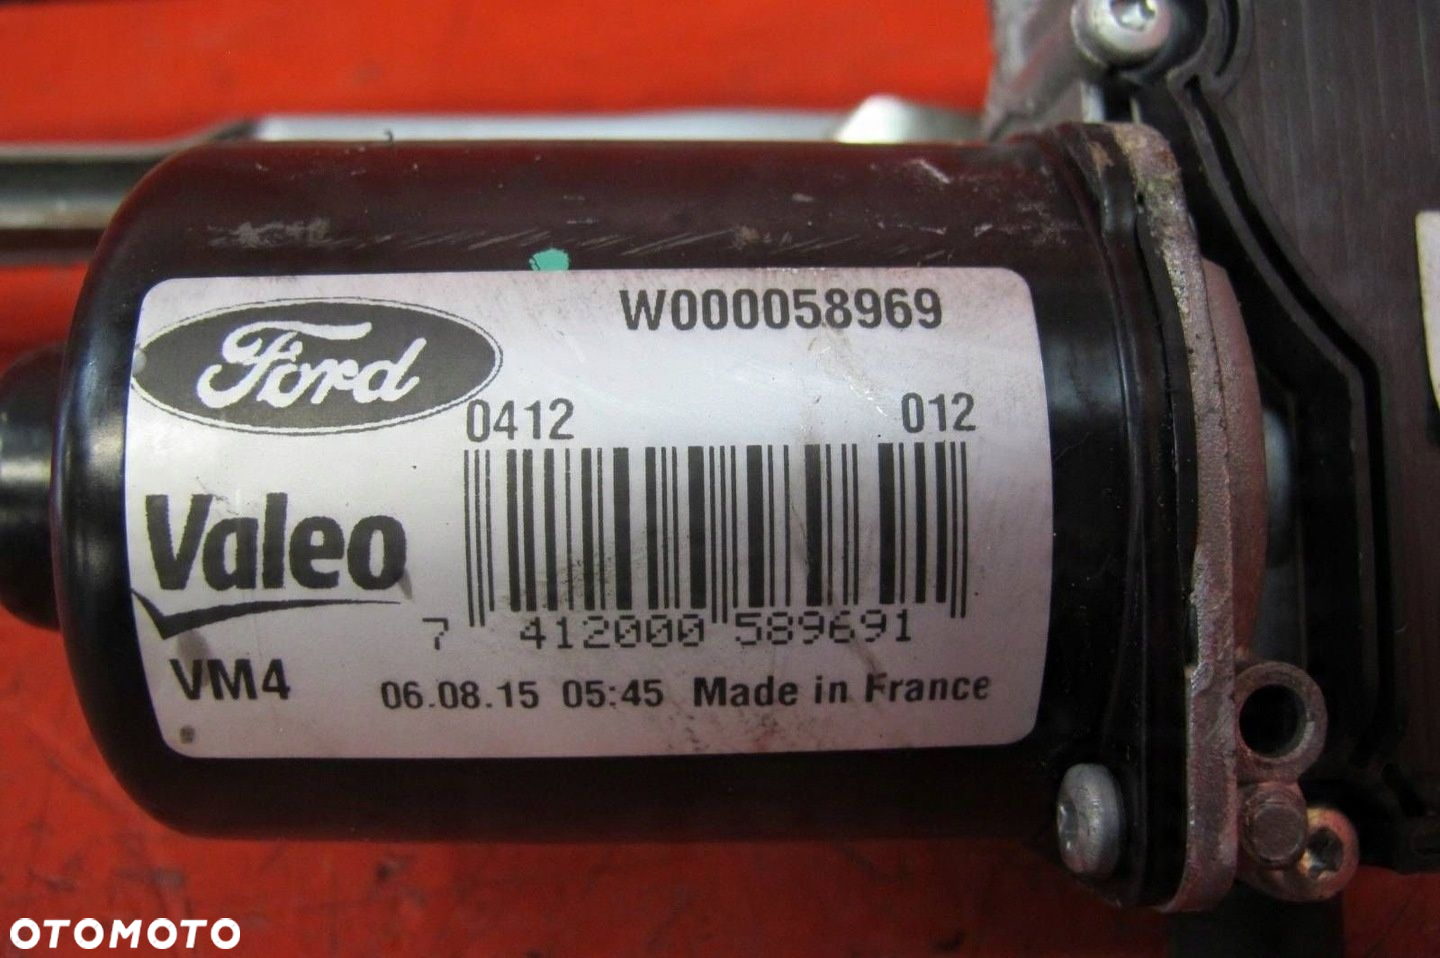 W000058969
Ford
0412 012
Valeo
7 412000 589691
VM4 06.08.15 05:45 Made in France
OTOMOTO